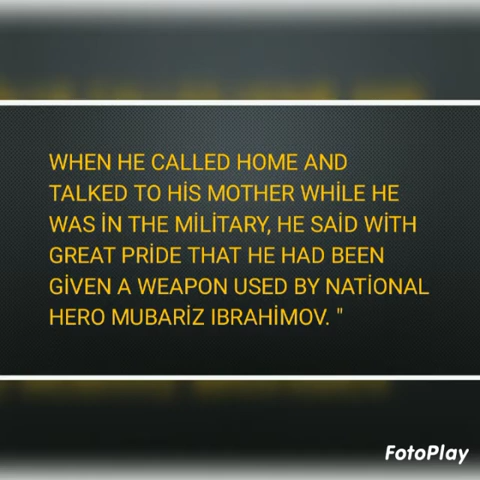 WHEN HE CALLED HOME AND
TALKED TO HİS MOTHER WHİLE HE
WAS İN THE MİLİTARY, HE SAİD WİTH
GREAT PRİDE THAT HE HAD BEEN
GİVEN A WEAPON USED BY NATİONAL
HERO MUBARİZ IBRAHİMOV. "
FotoPlay